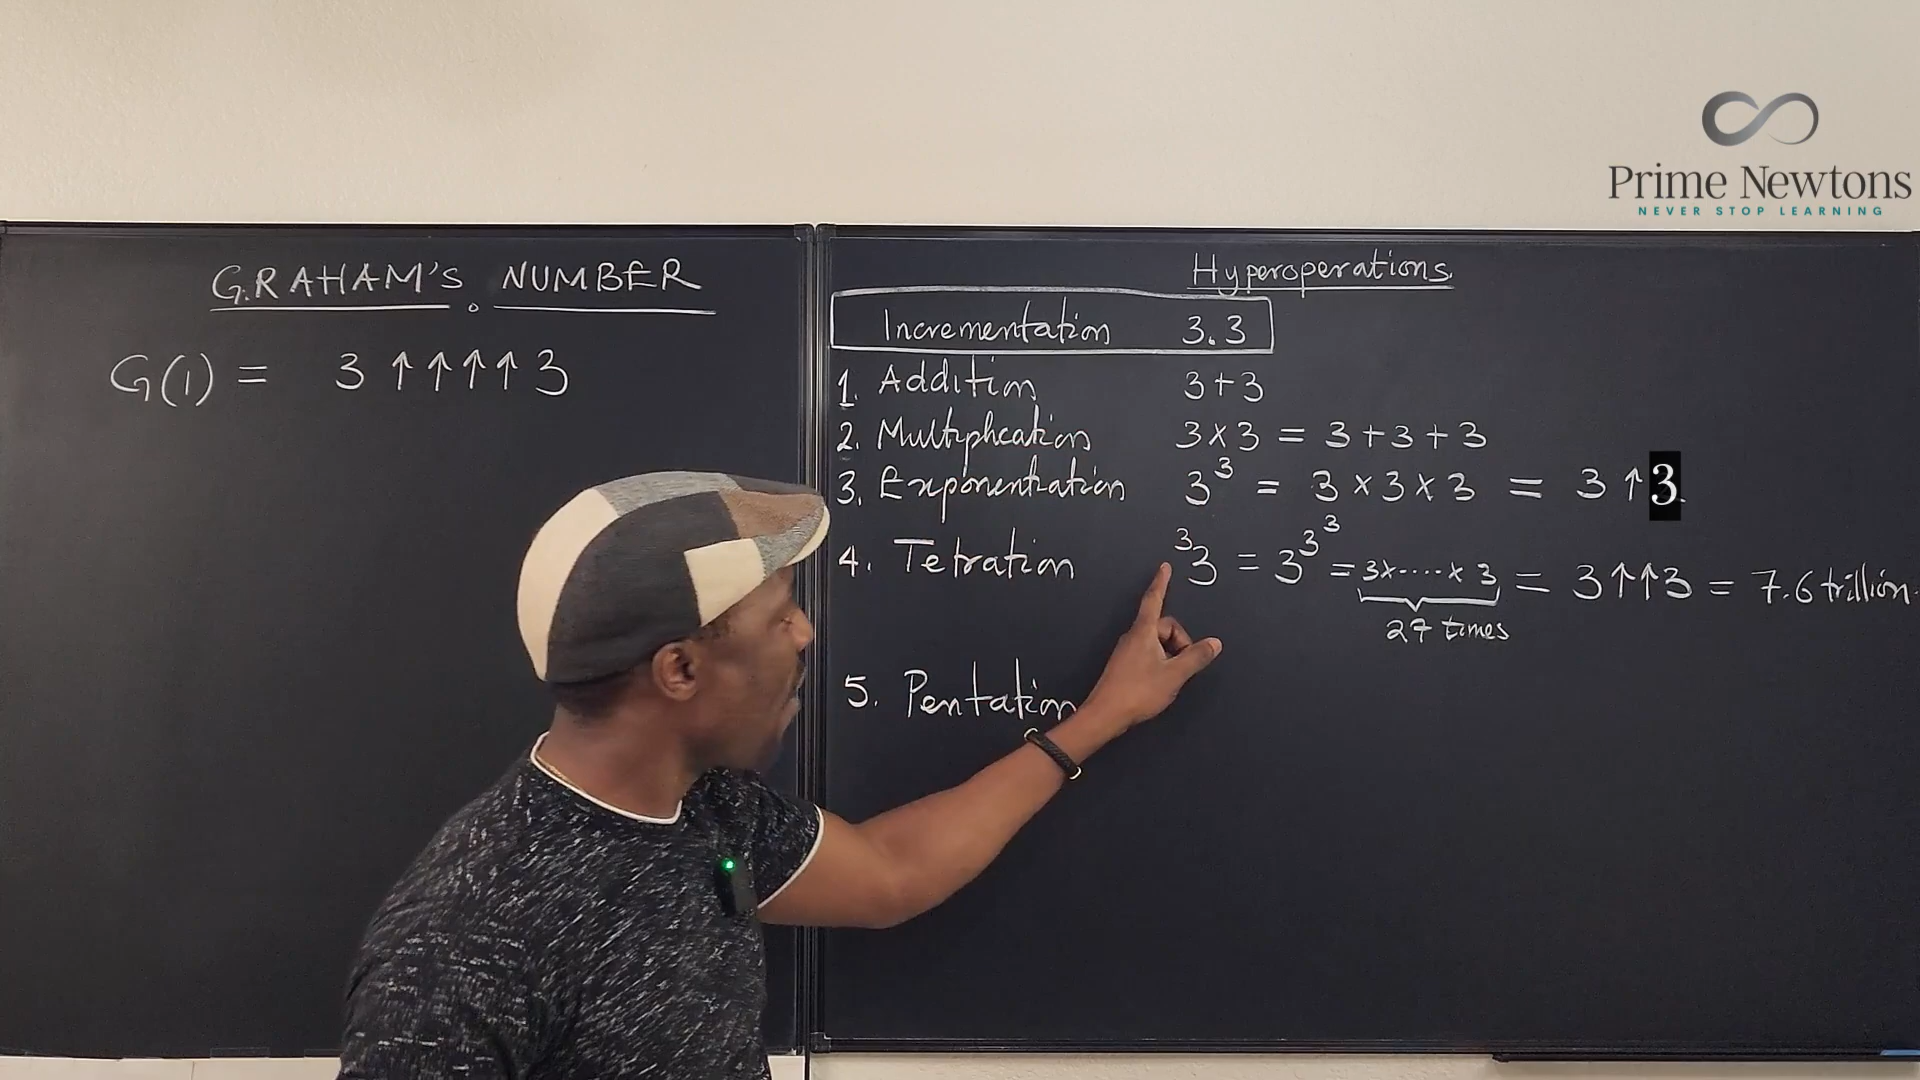 Prime Newtons
NEVER STOP LEARNING
GRAHAM'S NUMBER
G(1) = 3 ↑↑↑↑ 3
Hyperoperations
Incrementation 3.3
1. Addition 3+3
2. Multiplication 3×3 = 3+3+3
3. Exponentiation 3³ = 3×3×3 = 3↑3
4. Tetration ³3 = 3^3^3 = 3×·····×3 = 3↑↑3 = 7.6 trillion.
27 times
5. Pentation